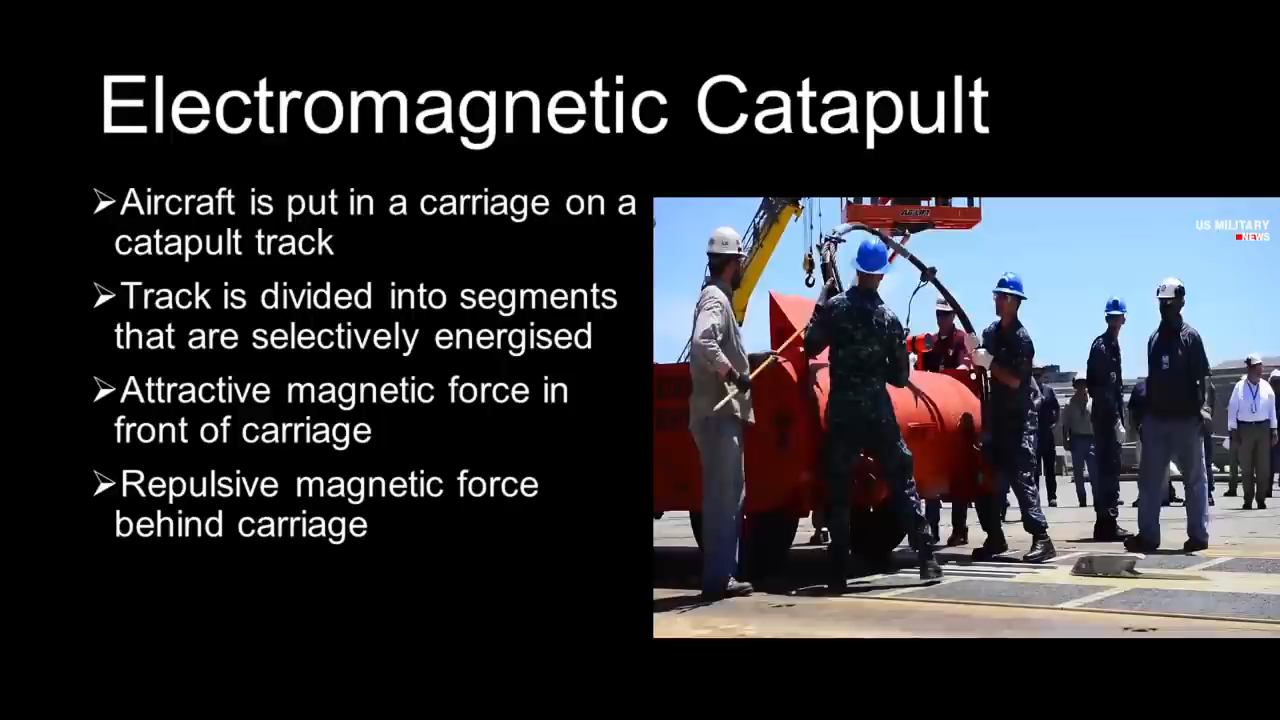 Electromagnetic Catapult
➢Aircraft is put in a carriage on a
catapult track
➢Track is divided into segments
that are selectively energised
➢Attractive magnetic force in
front of carriage
➢Repulsive magnetic force
behind carriage
US MILITARY
NEWS